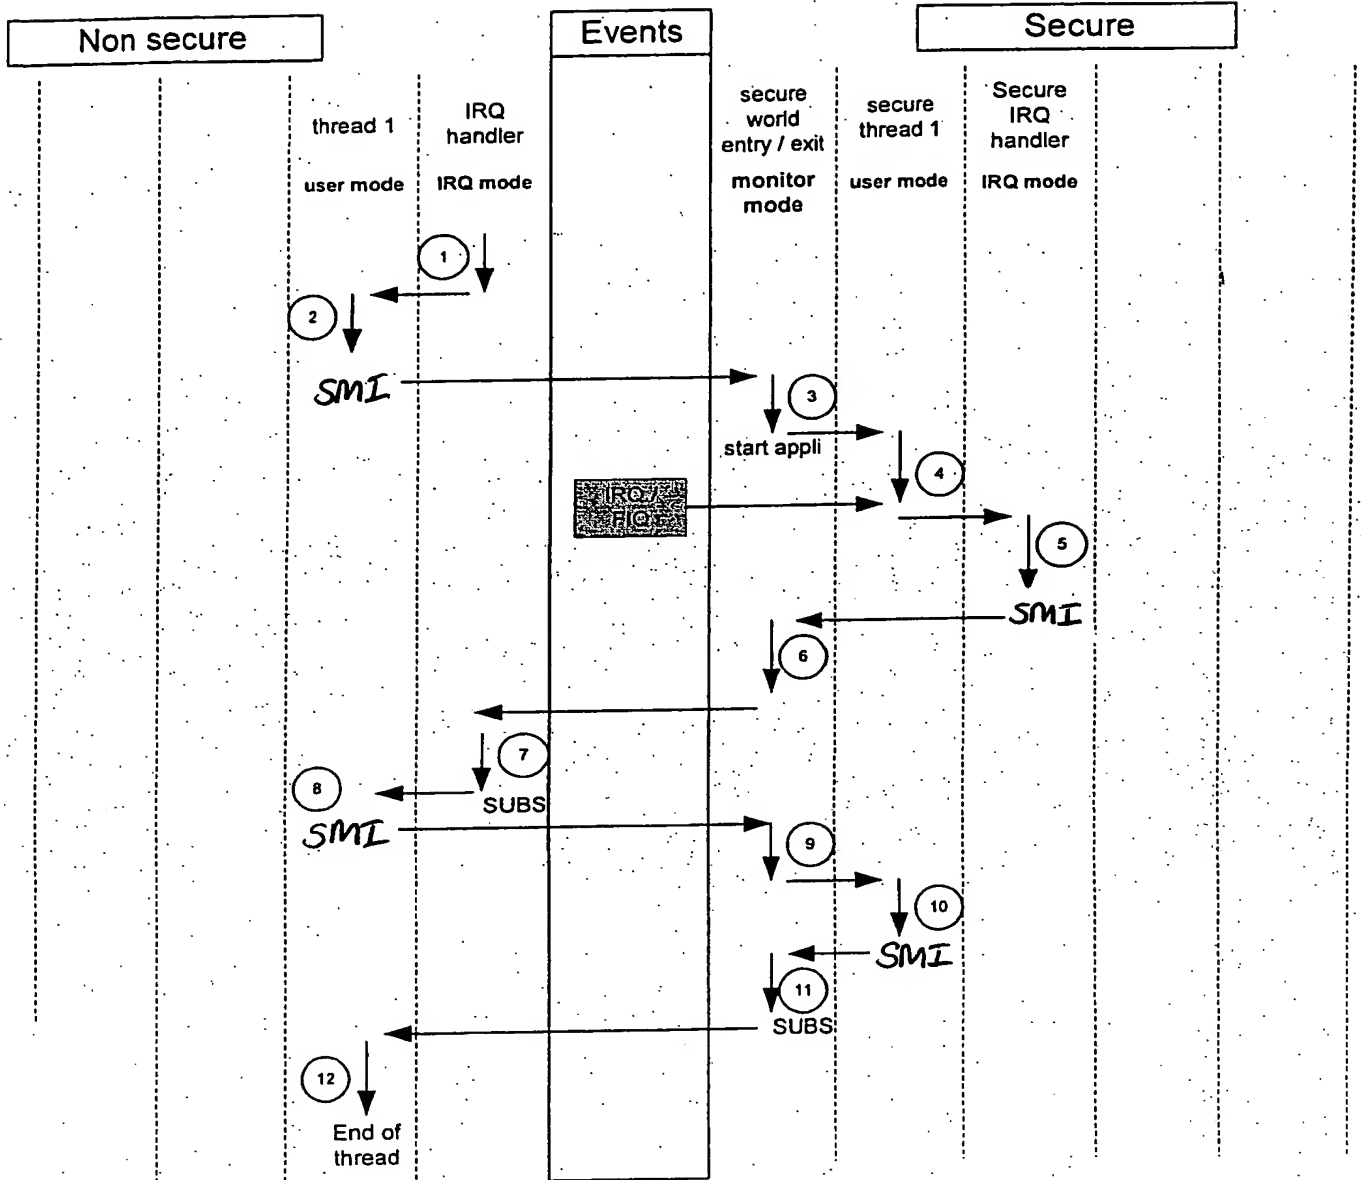 Non secure
Events
Secure
thread 1
user mode
IRQ
handler
IRQ mode
secure
world
entry / exit
monitor
mode
secure
thread 1
user mode
Secure
IRQ
handler
IRQ mode
1
2
SMI
3
start appli
4
IRQ /
FIQ
5
SMI
6
7
SUBS
8
SMI
9
10
SMI
11
SUBS
12
End of
thread